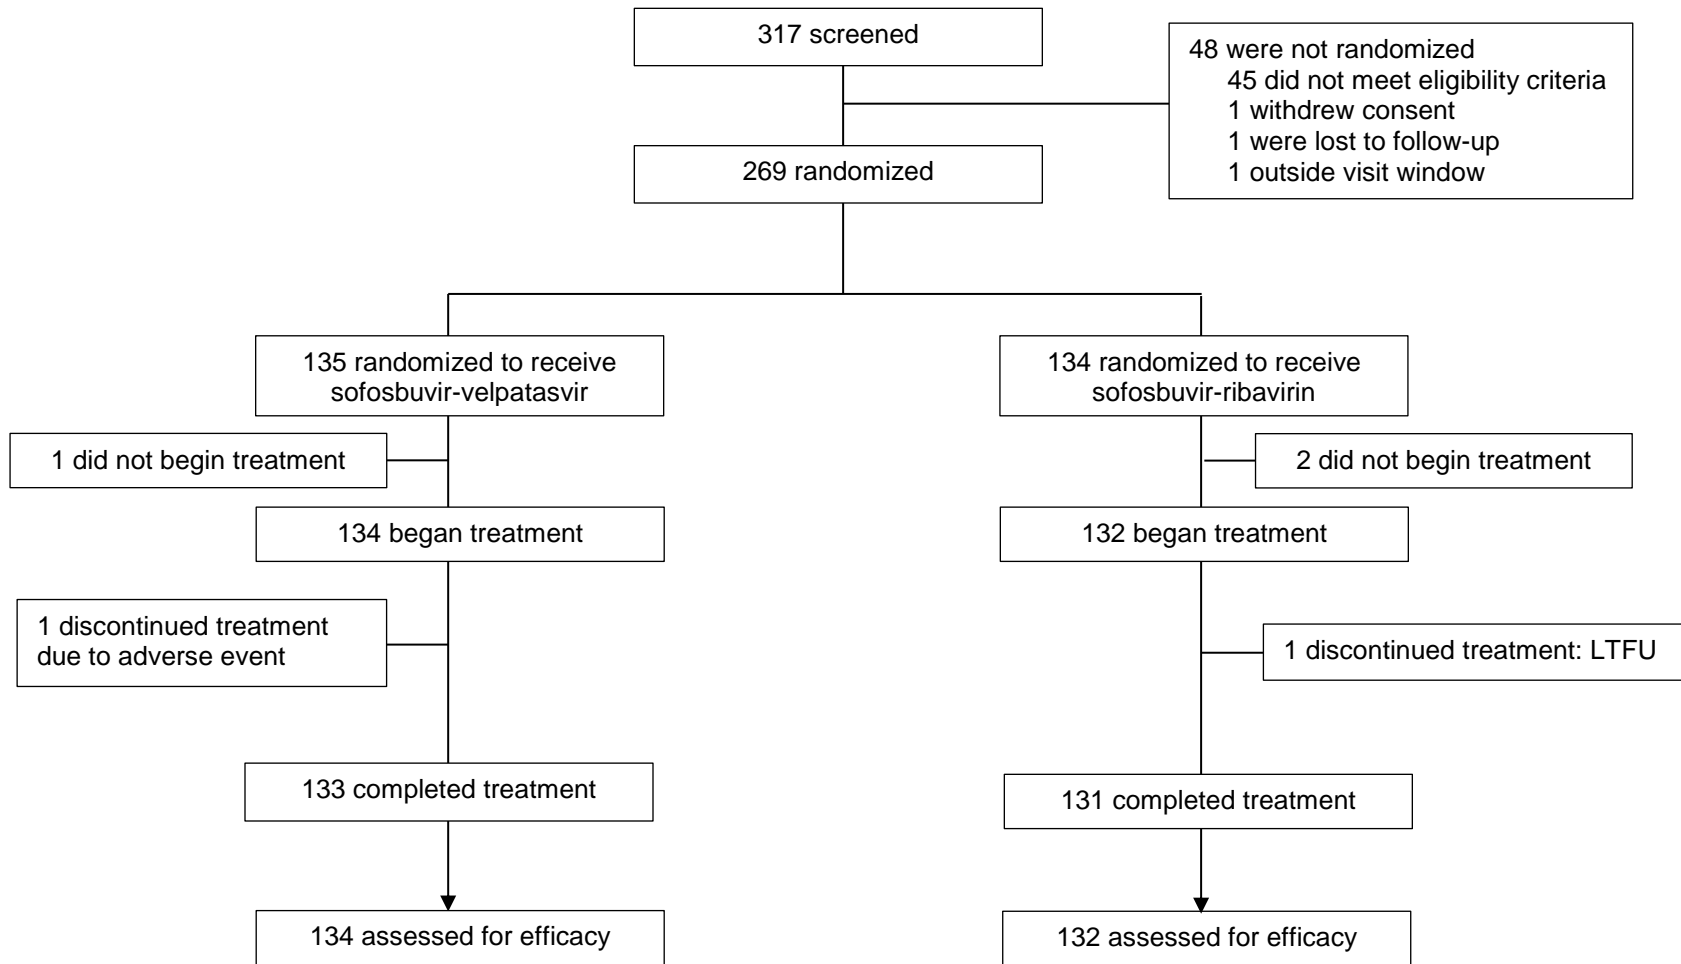 317 screened
48 were not randomized
45 did not meet eligibility criteria
1 withdrew consent
1 were lost to follow-up
1 outside visit window
269 randomized
135 randomized to receive
sofosbuvir-velpatasvir
134 randomized to receive
sofosbuvir-ribavirin
1 did not begin treatment
2 did not begin treatment
134 began treatment
132 began treatment
1 discontinued treatment
due to adverse event
1 discontinued treatment: LTFU
133 completed treatment
131 completed treatment
134 assessed for efficacy
132 assessed for efficacy